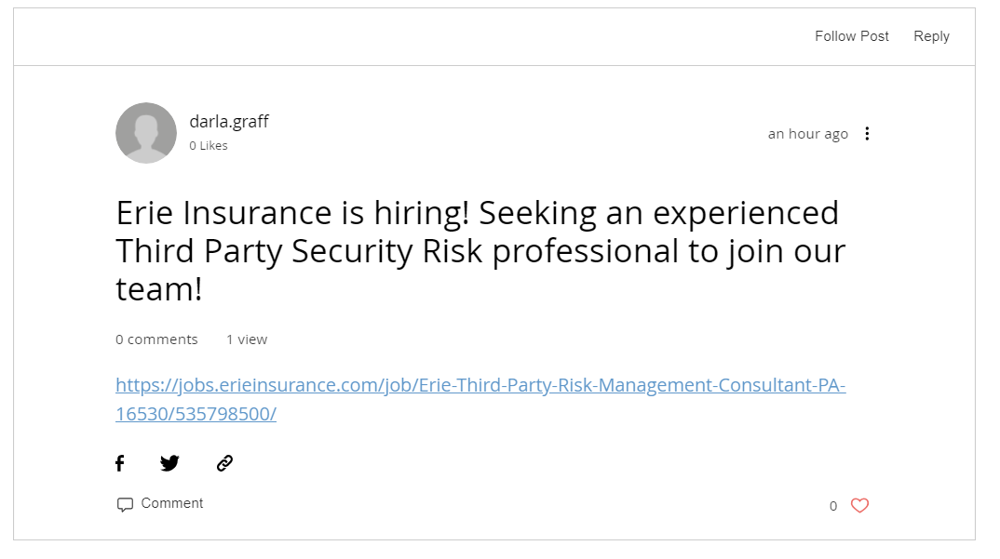 Follow Post Reply
darla.graff
0 Likes
an hour ago
Erie Insurance is hiring! Seeking an experienced
Third Party Security Risk professional to join our
team!
0 comments 1 view
https://jobs.erieinsurance.com/job/Erie-Third-Party-Risk-Management-Consultant-PA-
16530/535798500/
Comment
0